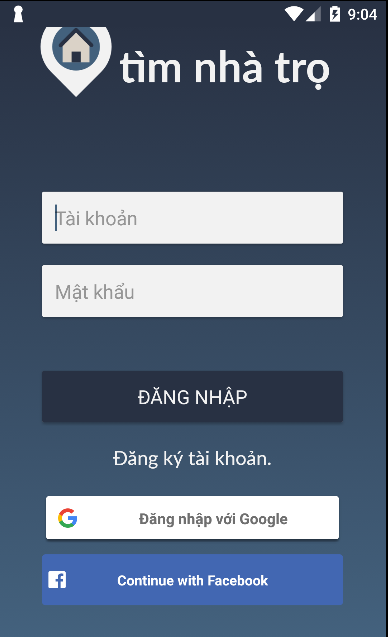 9:04
tìm nhà trọ
Tài khoản
Mật khẩu
ĐĂNG NHẬP
Đăng ký tài khoản.
Đăng nhập với Google
Continue with Facebook